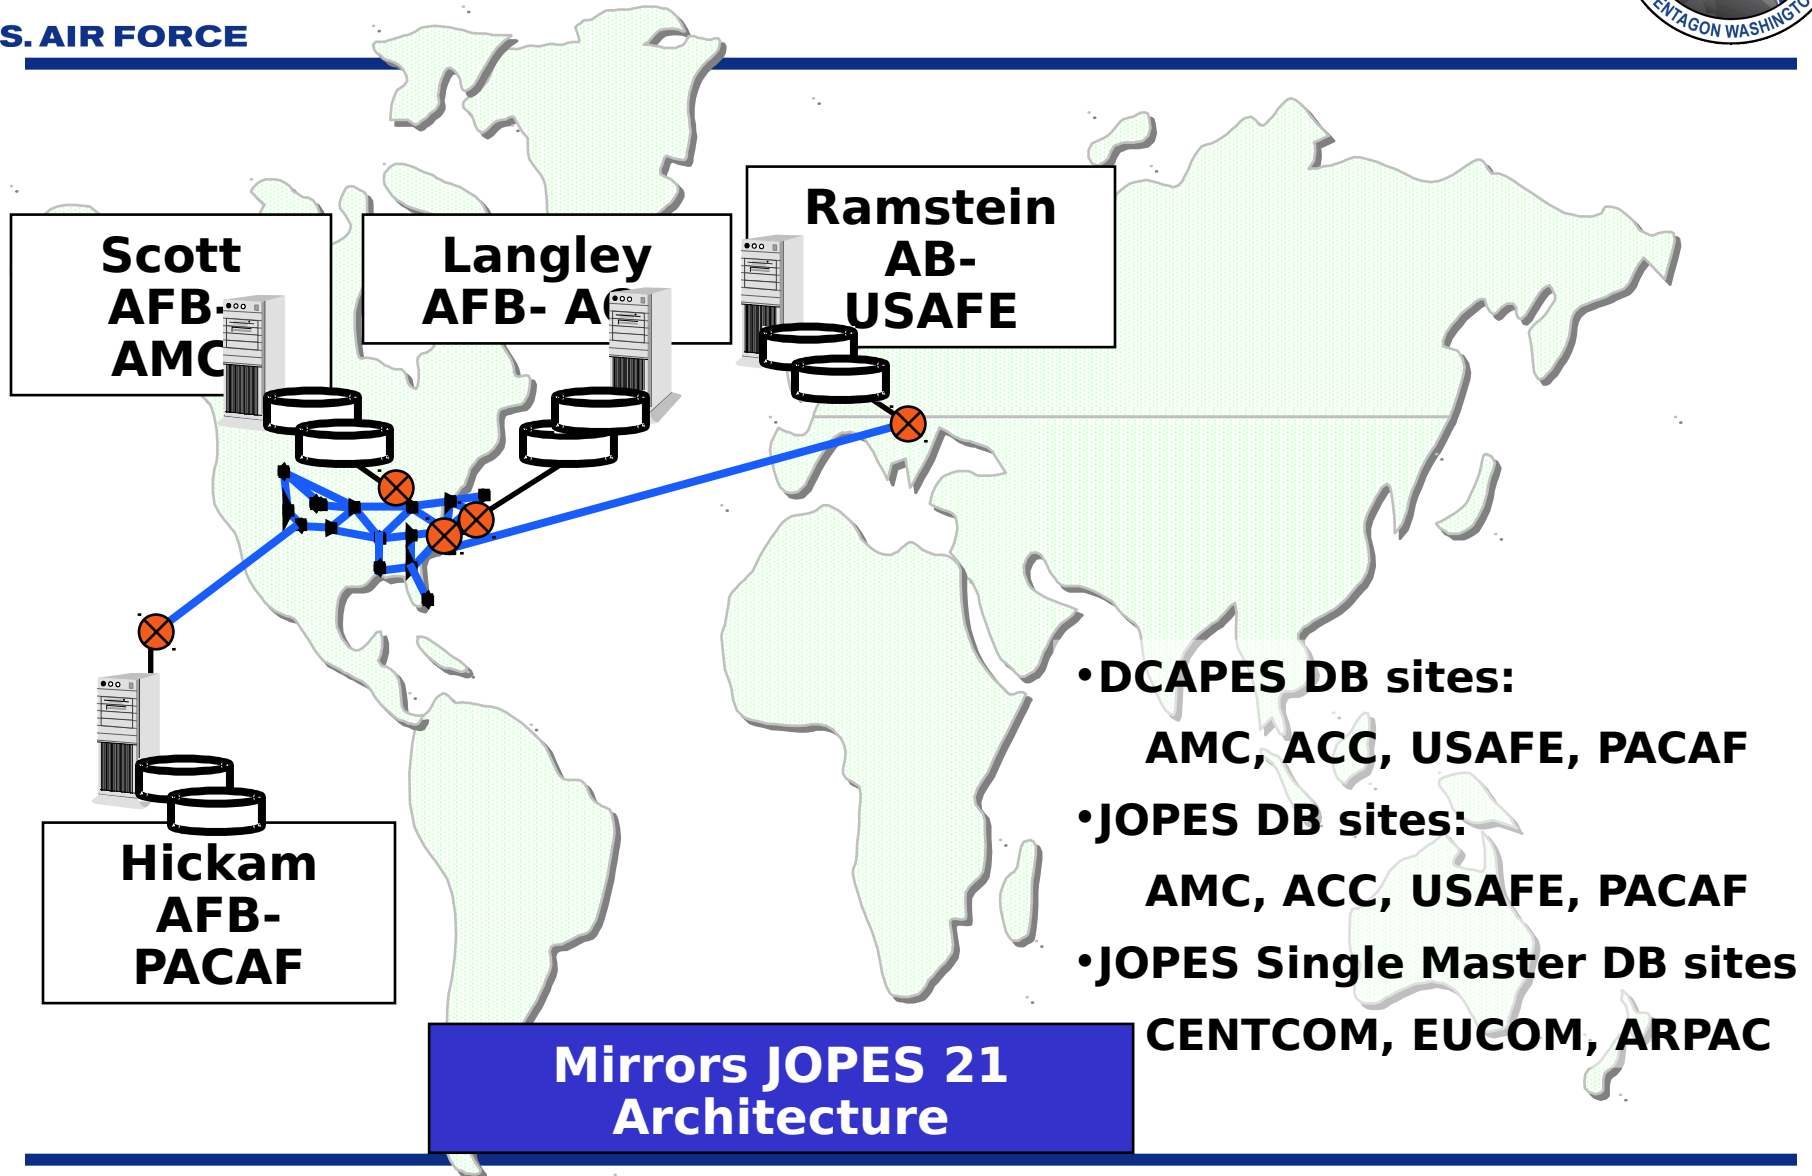 S. AIR FORCE
ENTAGON WASHINGTO
Scott
AFB-
AMC
Langley
AFB- AC
Ramstein
AB-
USAFE
Hickam
AFB-
PACAF
•DCAPES DB sites:
AMC, ACC, USAFE, PACAF
•JOPES DB sites:
AMC, ACC, USAFE, PACAF
•JOPES Single Master DB sites
CENTCOM, EUCOM, ARPAC
Mirrors JOPES 21
Architecture